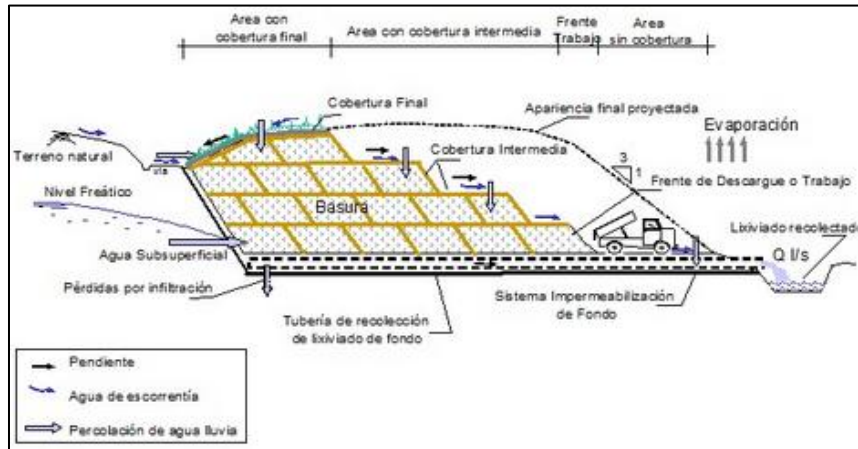 Area con
cobertura final
Area con cobertura intermedia
Frente
Trabajo
Area
sin cobertura
Cobertura Final
Apariencia final proyectada
Evaporación
Terreno natural
vía
Cobertura Intermedia
3
1
Nivel Freático
Basura
Frente de Descargue o Trabajo
Lixiviado recolectado
Agua Subsuperficial
Q l/s
Pérdidas por infiltración
Sistema Impermeabilización
de Fondo
Tubería de recolección
de lixiviado de fondo
Pendiente
Agua de escorrentía
Percolación de agua lluvia